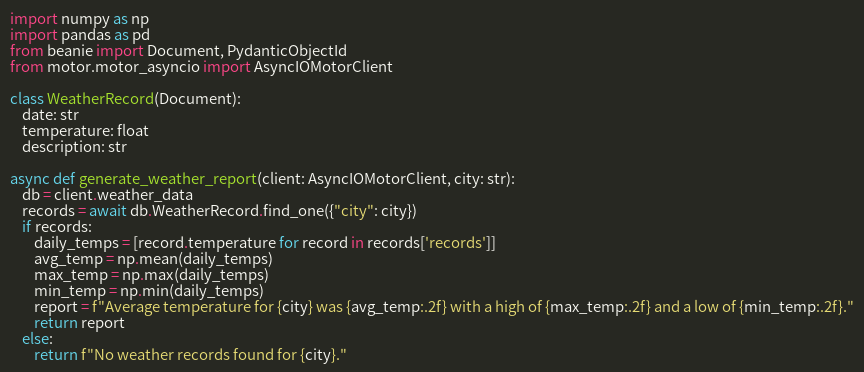 import numpy as np
import pandas as pd
from beanie import Document, PydanticObjectId
from motor.motor_asyncio import AsyncIOMotorClient

class WeatherRecord(Document):
    date: str
    temperature: float
    description: str

async def generate_weather_report(client: AsyncIOMotorClient, city: str):
    db = client.weather_data
    records = await db.WeatherRecord.find_one({"city": city})
    if records:
        daily_temps = [record.temperature for record in records['records']]
        avg_temp = np.mean(daily_temps)
        max_temp = np.max(daily_temps)
        min_temp = np.min(daily_temps)
        report = f"Average temperature for {city} was {avg_temp:.2f} with a high of {max_temp:.2f} and a low of {min_temp:.2f}."
        return report
    else:
        return f"No weather records found for {city}."